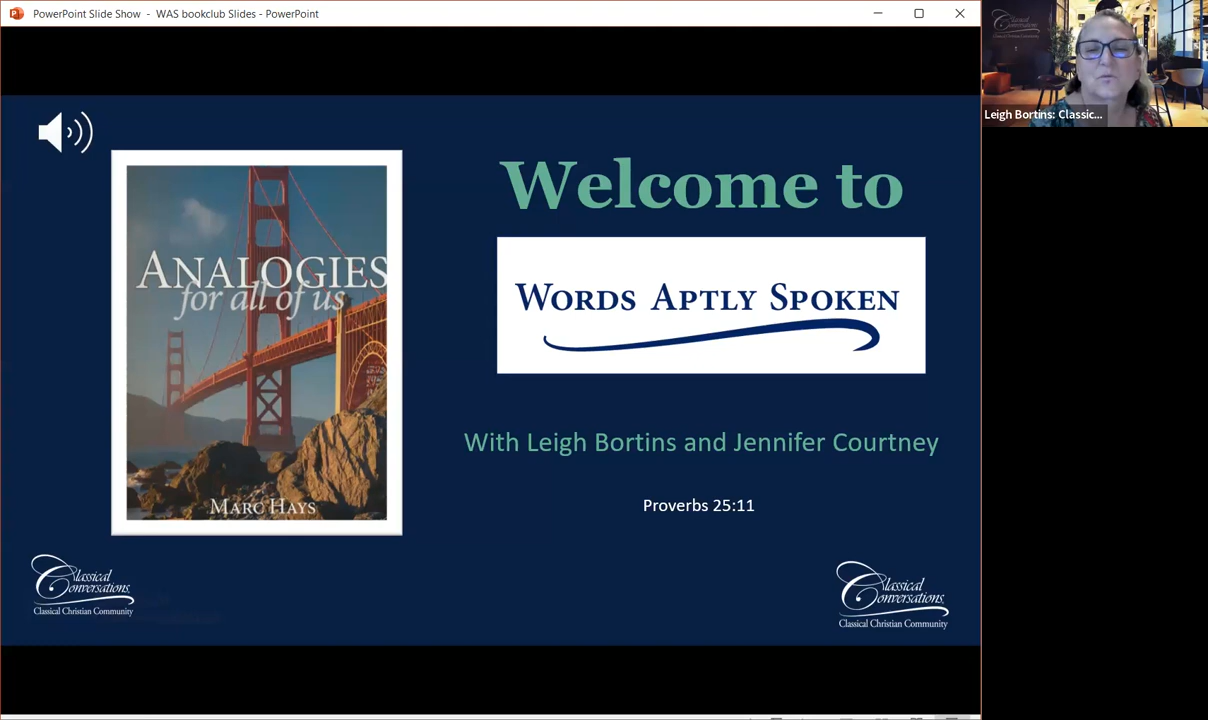 PowerPoint Slide Show - WAS bookclub Slides - PowerPoint
Classical
Conversations
Leigh Bortins: Classic...
Welcome to
ANALOGIES
for all of us
MARC HAYS
WORDS APTLY SPOKEN
With Leigh Bortins and Jennifer Courtney
Proverbs 25:11
Classical
Conversations®
Classical Christian Community
Classical
Conversations®
Classical Christian Community